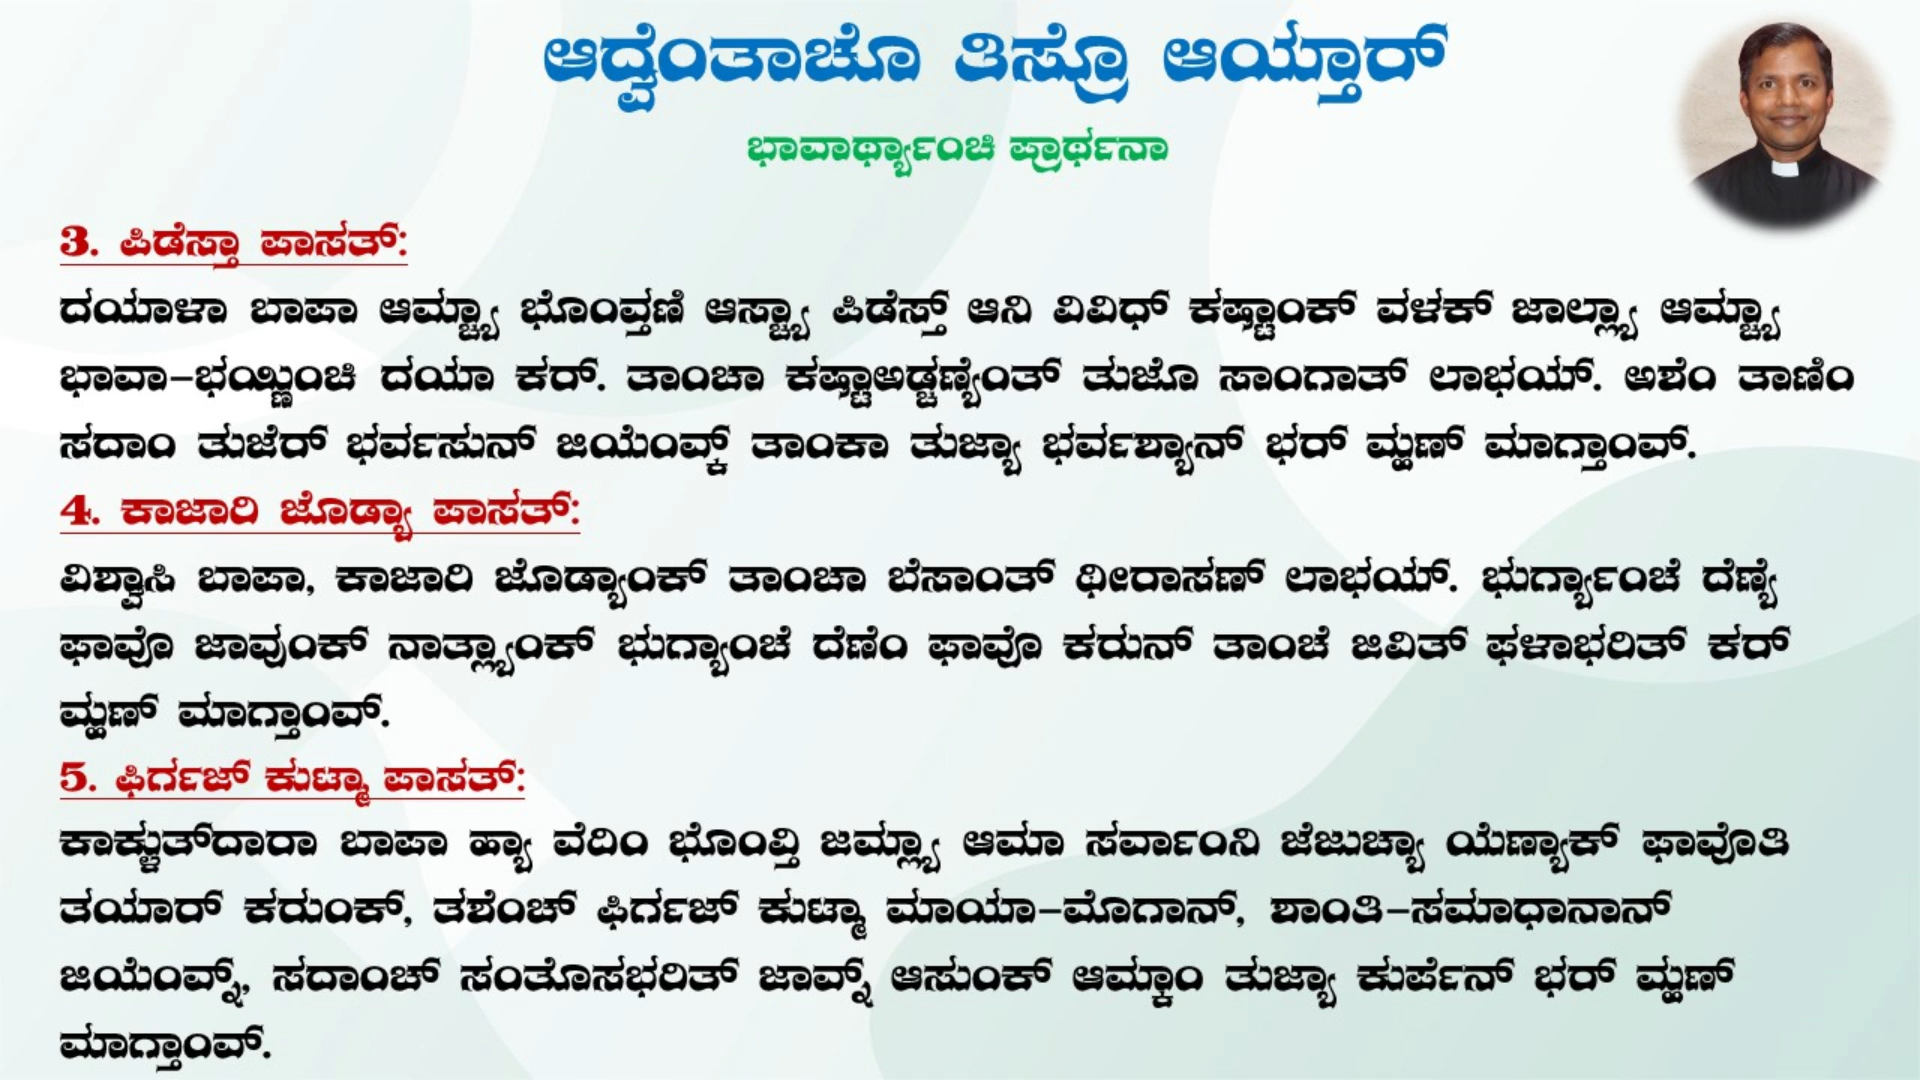 ಆದ್ವೆಂತಾಚೊ ತಿಸ್ರೊ ಆಯ್ತಾರ್
ಭಾವಾರ್ಥ್ಯಾಂಚಿ ಪ್ರಾರ್ಥನಾ
3. ಪಿಡೆಸ್ತಾ ಪಾಸತ್:
ದಯಾಳಾ ಬಾಪಾ ಆಮ್ಚ್ಯಾ ಭೊಂವ್ತಣಿ ಆಸ್ಚ್ಯಾ ಪಿಡೆಸ್ತ್ ಆನಿ ವಿವಿಧ್ ಕಷ್ಟಾಂಕ್ ವಳಕ್ ಜಾಲ್ಲ್ಯಾ ಆಮ್ಚ್ಯಾ
ಭಾವಾ-ಭಯ್ಣಿಂಚಿ ದಯಾ ಕರ್. ತಾಂಚಾ ಕಷ್ಟಾಅಡ್ಚಣ್ಯೆಂತ್ ತುಜೊ ಸಾಂಗಾತ್ ಲಾಭಯ್. ಅಶೆಂ ತಾಣಿಂ
ಸದಾಂ ತುಜೆರ್ ಭರ್ವಸುನ್ ಜಿಯೆಂವ್ಕ್ ತಾಂಕಾ ತುಜ್ಯಾ ಭರ್ವಶ್ಯಾನ್ ಭರ್ ಮ್ಹಣ್ ಮಾಗ್ತಾಂವ್.
4. ಕಾಜಾರಿ ಜೊಡ್ಯಾ ಪಾಸತ್:
ವಿಶ್ವಾಸಿ ಬಾಪಾ, ಕಾಜಾರಿ ಜೊಡ್ಯಾಂಕ್ ತಾಂಚಾ ಬೆಸಾಂತ್ ಥೀರಾಸಣ್ ಲಾಭಯ್. ಭುರ್ಗ್ಯಾಂಚೆ ದೆಣ್ಯೆ
ಫಾವೊ ಜಾವುಂಕ್ ನಾತ್ಲ್ಯಾಂಕ್ ಭುಗ್ಯಾಂಚೆ ದೆಣೆಂ ಫಾವೊ ಕರುನ್ ತಾಂಚೆ ಜಿವಿತ್ ಫಳಾಭರಿತ್ ಕರ್
ಮ್ಹಣ್ ಮಾಗ್ತಾಂವ್.
5. ಫಿರ್ಗಜ್ ಕುಟ್ಮಾ ಪಾಸತ್:
ಕಾಕ್ಳುತ್‌ದಾರಾ ಬಾಪಾ ಹ್ಯಾ ವೆದಿಂ ಭೊಂವ್ತಿ ಜಮ್ಲ್ಯಾ ಆಮಾ ಸರ್ವಾಂನಿ ಜೆಜುಚ್ಯಾ ಯೆಣ್ಯಾಕ್ ಫಾವೊತಿ
ತಯಾರ್ ಕರುಂಕ್, ತಶೆಂಚ್ ಫಿರ್ಗಜ್ ಕುಟ್ಮಾ ಮಾಯಾ-ಮೊಗಾನ್, ಶಾಂತಿ-ಸಮಾಧಾನಾನ್
ಜಿಯೆಂವ್ನ್, ಸದಾಂಚ್ ಸಂತೊಸಭರಿತ್ ಜಾವ್ನ್ ಆಸುಂಕ್ ಆಮ್ಕಾಂ ತುಜ್ಯಾ ಕುರ್ಪೆನ್ ಭರ್ ಮ್ಹಣ್
ಮಾಗ್ತಾಂವ್.